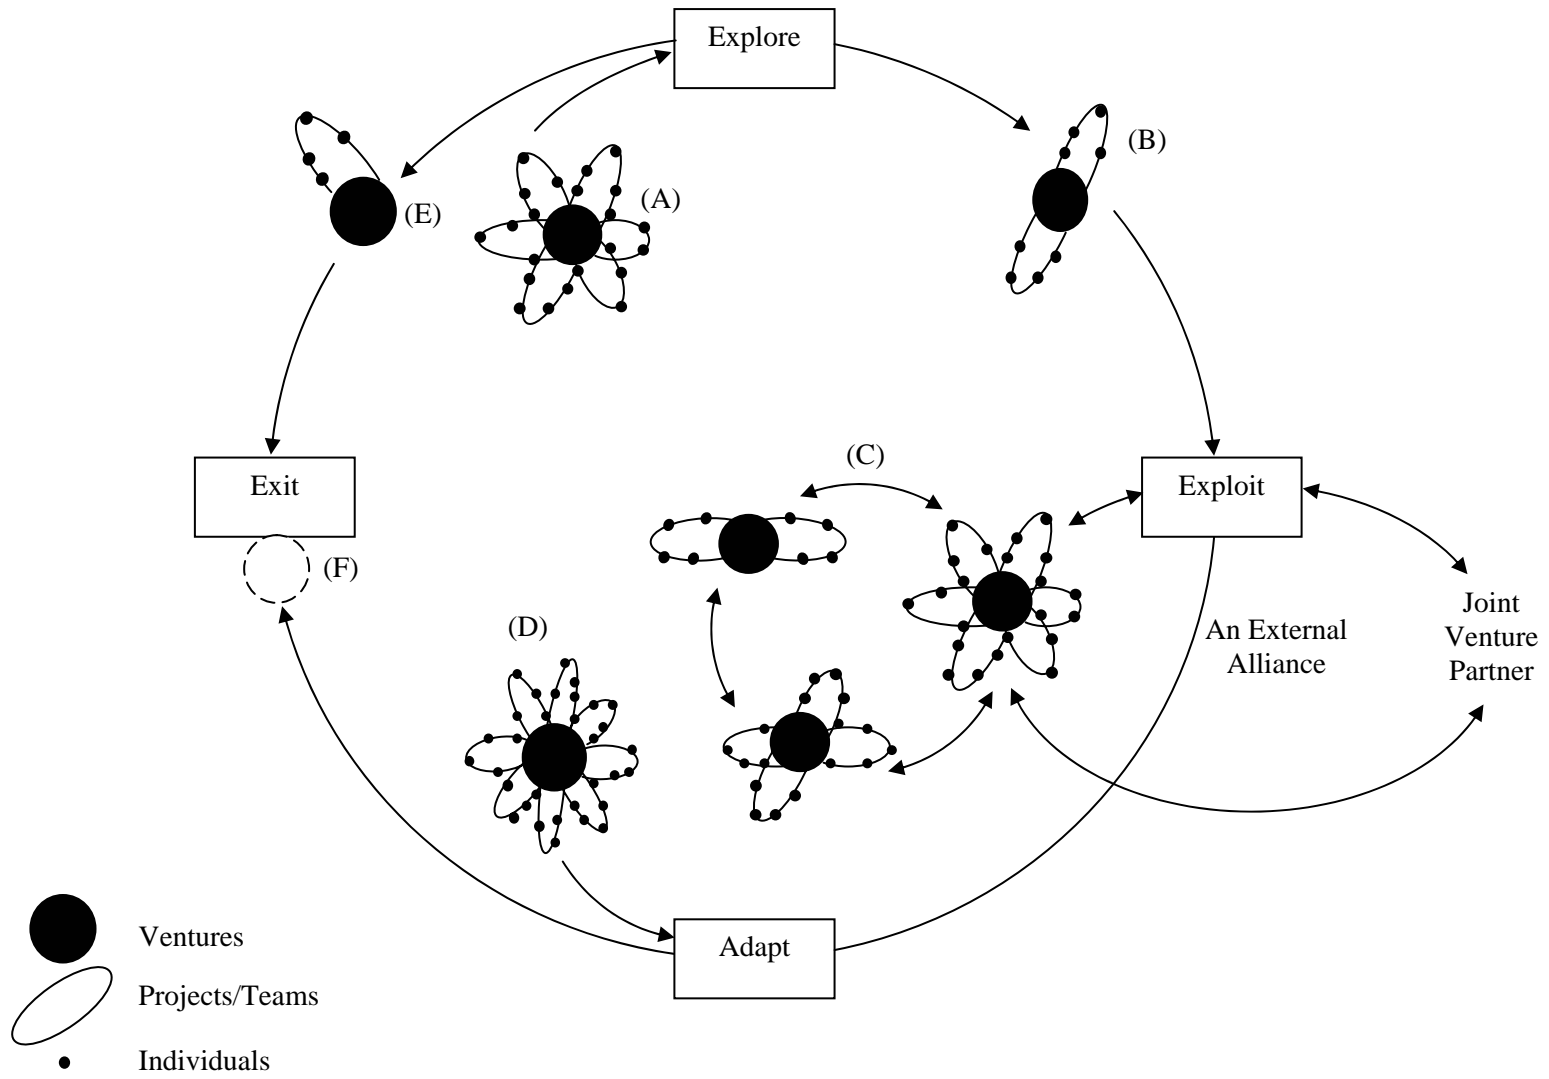 Explore
(B)
(A)
(E)
(C)
Exit
Exploit
(F)
Joint
Venture
Partner
An External
Alliance
(D)
Adapt
Ventures
Projects/Teams
Individuals